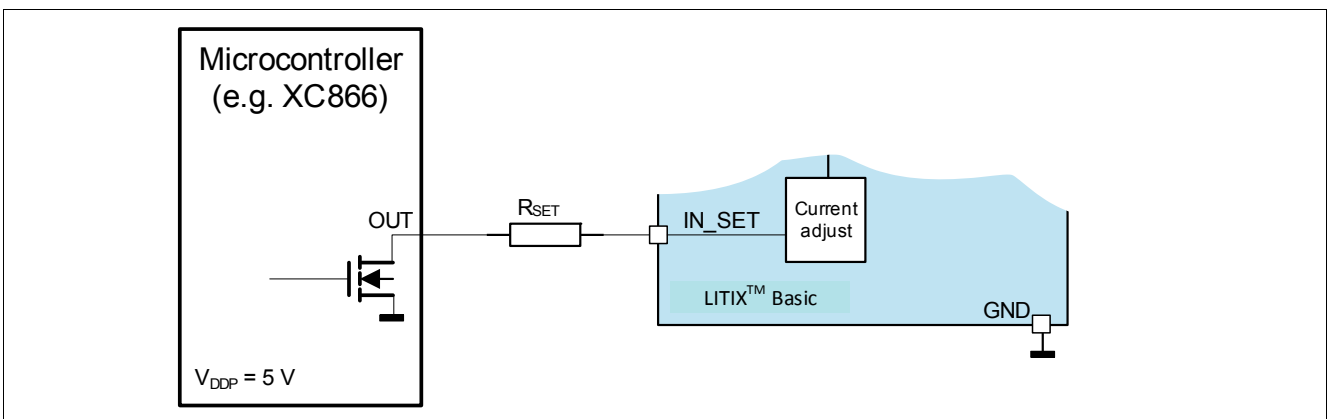 Microcontroller
(e.g. XC866)
OUT
RSET
IN_SET
Current
adjust
LITIX™ Basic
GND
VDDP = 5 V